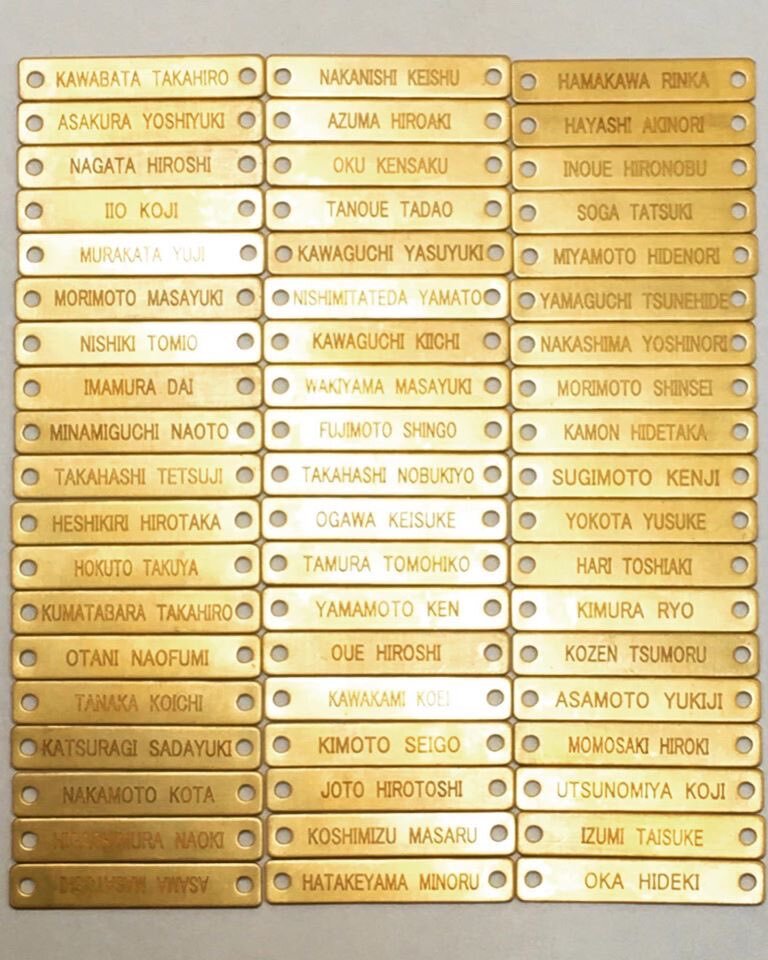 KAWABATA TAKAHIRO
ASAKURA YOSHIYUKI
NAGATA HIROSHI
IIO KOJI
MURAKATA YUJI
MORIMOTO MASAYUKI
NISHIKI TOMIO
IMAMURA DAI
MINAMIGUCHI NAOTO
TAKAHASHI TETSUJI
HESHIKIRI HIROTAKA
HOKUTO TAKUYA
KUMATABARA TAKAHIRO
OTANI NAOFUMI
TANAKA KOICHI
KATSURAGI SADAYUKI
NAKAMOTO KOTA
NAOKI
ASAMA
NAKANISHI KEISHU
AZUMA HIROAKI
OKU KENSAKU
TANOUE TADAO
KAWAGUCHI YASUYUKI
NISHIMITATEDA YAMATO
KAWAGUCHI KIICHI
WAKIYAMA MASAYUKI
FUJIMOTO SHINGO
TAKAHASHI NOBUKIYO
OGAWA KEISUKE
TAMURA TOMOHIKO
YAMAMOTO KEN
OUE HIROSHI
KAWAKAMI KOEI
KIMOTO SEIGO
JOTO HIROTOSHI
KOSHIMIZU MASARU
HATAKEYAMA MINORU
HAMAKAWA RINKA
HAYASHI AKINORI
INOUE HIRONOBU
SOGA TATSUKI
MIYAMOTO HIDENORI
YAMAGUCHI TSUNEHIDE
NAKASHIMA YOSHINORI
MORIMOTO SHINSEI
KAMON HIDETAKA
SUGIMOTO KENJI
YOKOTA YUSUKE
HARI TOSHIAKI
KIMURA RYO
KOZEN TSUMORU
ASAMOTO YUKIJI
MOMOSAKI HIROKI
UTSUNOMIYA KOJI
IZUMI TAISUKE
OKA HIDEKI